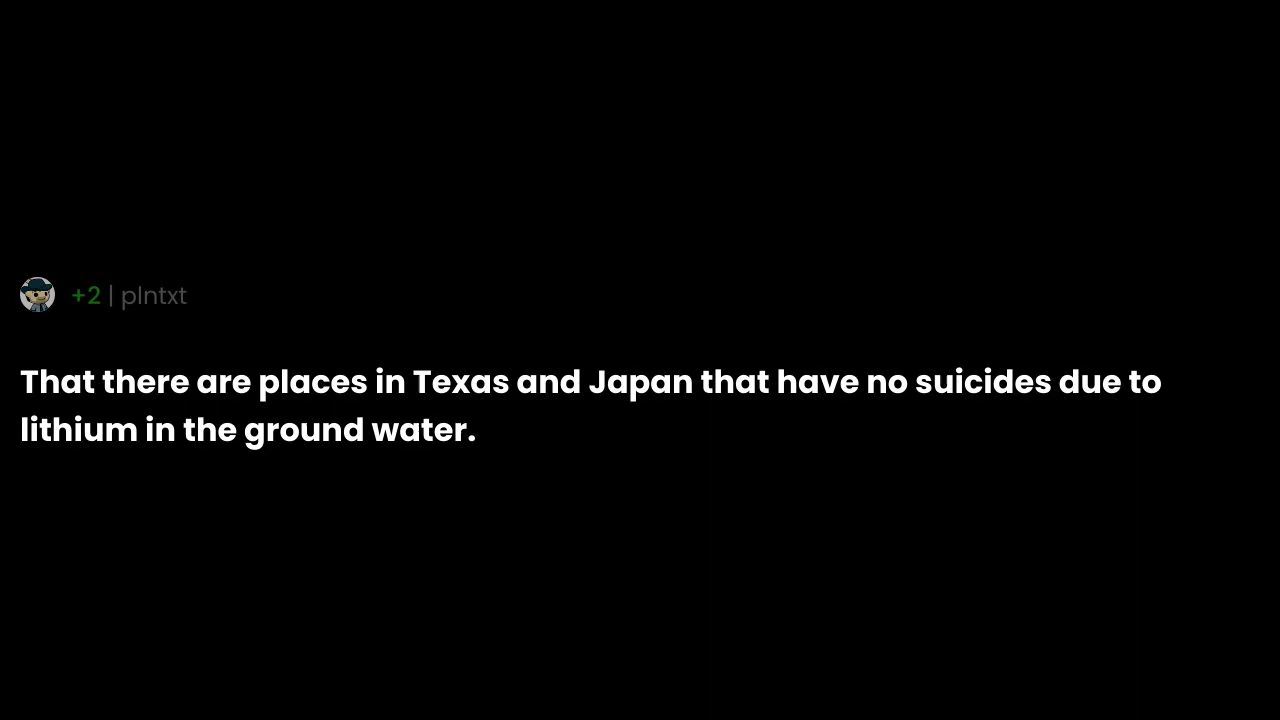 +2 | plntxt
That there are places in Texas and Japan that have no suicides due to
lithium in the ground water.